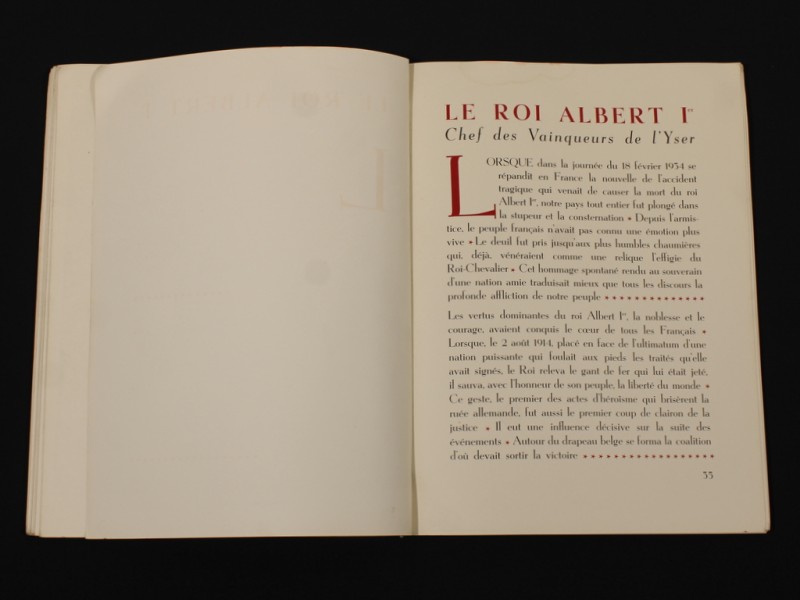 LE ROI ALBERT Ier
Chef des Vainqueurs de l'Yser
LORSQUE dans la journée du 18 février 1934 se
répandit en France la nouvelle de l'accident
tragique qui venait de causer la mort du roi
Albert Ier, notre pays tout entier fut plongé dans
la stupeur et la consternation * Depuis l'armis-
tice, le peuple français n'avait pas connu une émotion plus
vive * Le deuil fut pris jusqu'aux plus humbles chaumières
qui, déjà, vénéraient comme une relique l'effigie du
Roi-Chevalier * Cet hommage spontané rendu au souverain
d'une nation amie traduisait mieux que tous les discours la
profonde affliction de notre peuple * * * * * * * * * * * * * *
Les vertus dominantes du roi Albert Ier, la noblesse et le
courage, avaient conquis le cœur de tous les Français *
Lorsque, le 2 août 1914, placé en face de l'ultimatum d'une
nation puissante qui foulait aux pieds les traités qu'elle
avait signés, le Roi releva le gant de fer qui lui était jeté,
il sauva, avec l'honneur de son peuple, la liberté du monde *
Ce geste, le premier des actes d'héroïsme qui brisèrent la
ruée allemande, fut aussi le premier coup de clairon de la
justice * Il eut une influence décisive sur la suite des
événements * Autour du drapeau belge se forma la coalition
d'où devait sortir la victoire * * * * * * * * * * * * * * * * * *
33